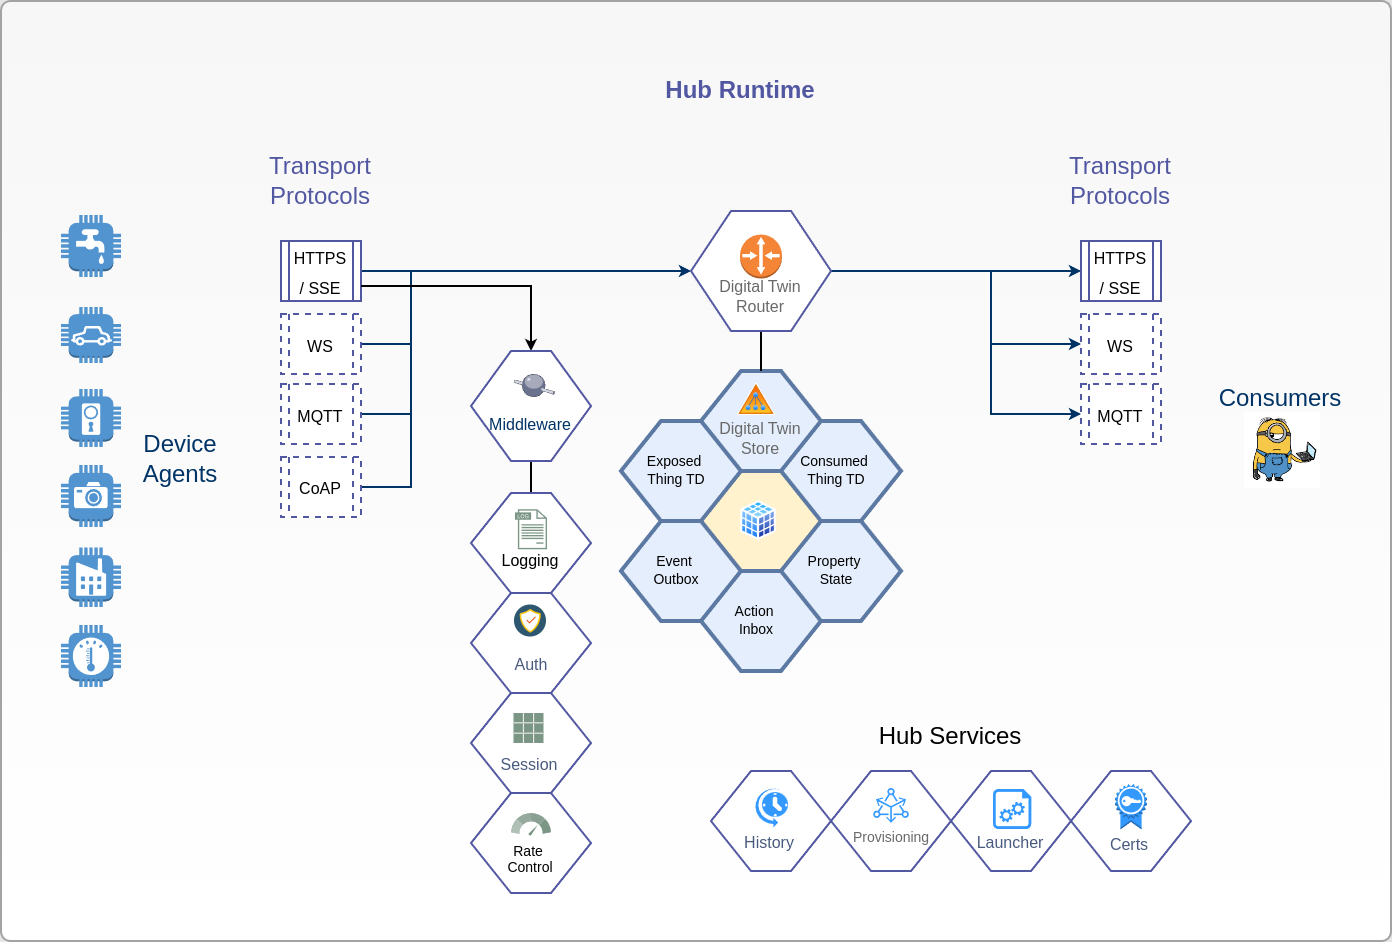 Hub Runtime
Transport
Protocols
Transport
Protocols
HTTPS
/ SSE
WS
MQTT
CoAP
Device
Agents
Digital Twin
Router
HTTPS
/ SSE
WS
MQTT
Consumers
Middleware
LOG
Logging
Auth
Session
Rate
Control
Digital Twin
Store
Exposed
Thing TD
Consumed
Thing TD
Event
Outbox
Property
State
Action
Inbox
Hub Services
History
Provisioning
Launcher
Certs